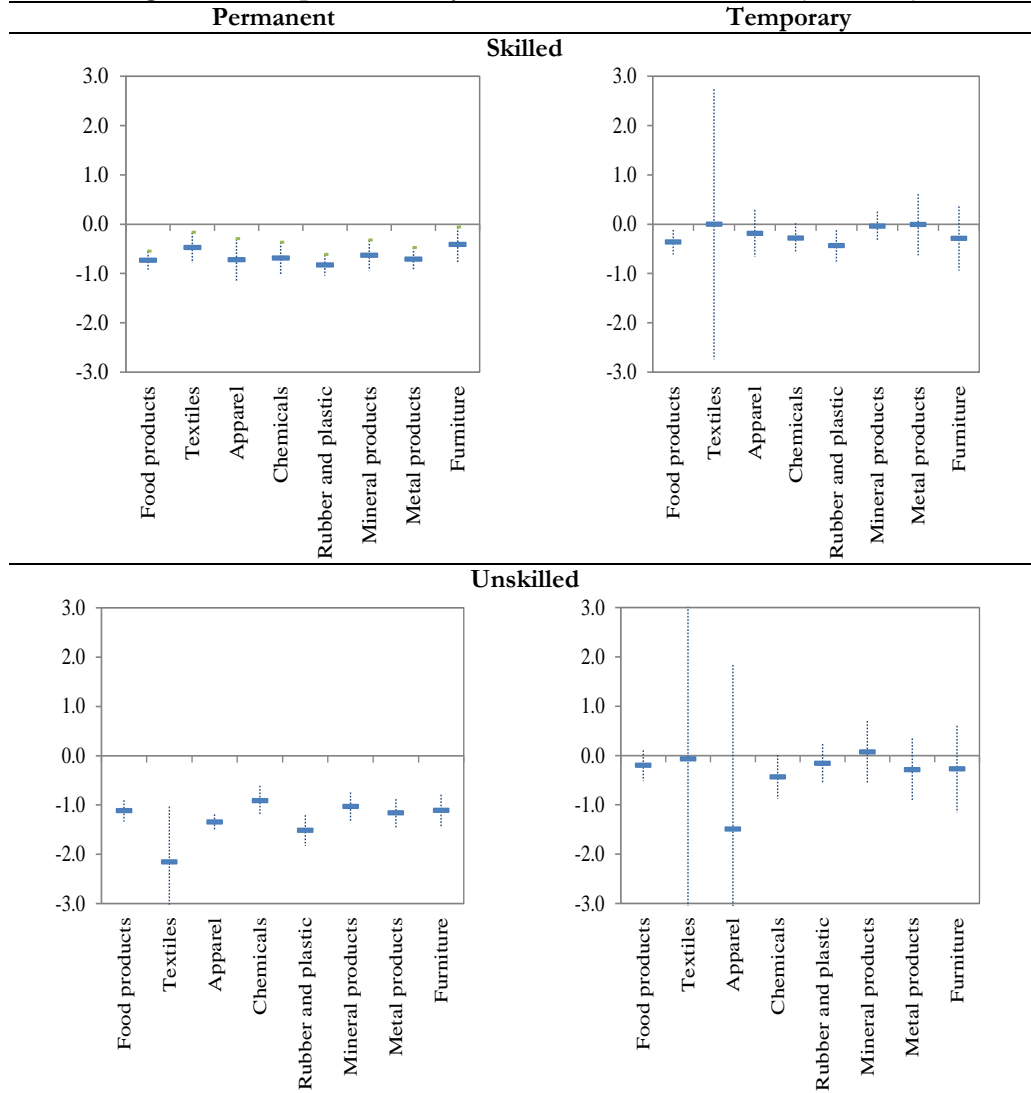 Permanent Temporary
Skilled
3.0
2.0
1.0
0.0
-1.0
-2.0
-3.0
Food products
Textiles
Apparel
Chemicals
Rubber and plastic
Mineral products
Metal products
Furniture
3.0
2.0
1.0
0.0
-1.0
-2.0
-3.0
Food products
Textiles
Apparel
Chemicals
Rubber and plastic
Mineral products
Metal products
Furniture
Unskilled
3.0
2.0
1.0
0.0
-1.0
-2.0
-3.0
Food products
Textiles
Apparel
Chemicals
Rubber and plastic
Mineral products
Metal products
Furniture
3.0
2.0
1.0
0.0
-1.0
-2.0
-3.0
Food products
Textiles
Apparel
Chemicals
Rubber and plastic
Mineral products
Metal products
Furniture